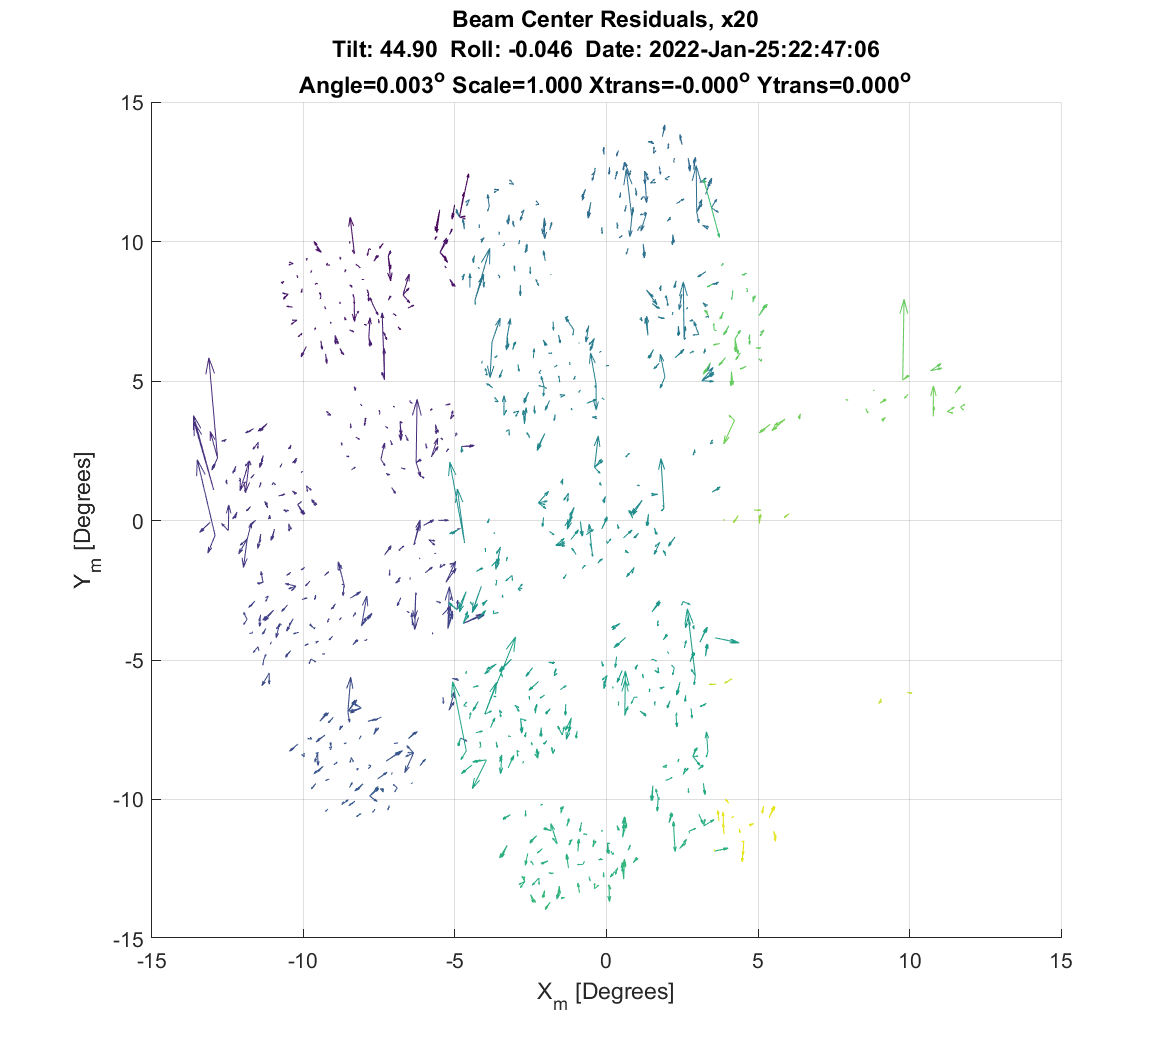 Beam Center Residuals, x20
Tilt: 44.90 Roll: -0.046 Date: 2022-Jan-25:22:47:06
Angle=0.003° Scale=1.000 Xtrans=-0.000° Ytrans=0.000°
15
10
5
0
-5
-10
-15
Y_m [Degrees]
-15 -10 -5 0 5 10 15
X_m [Degrees]